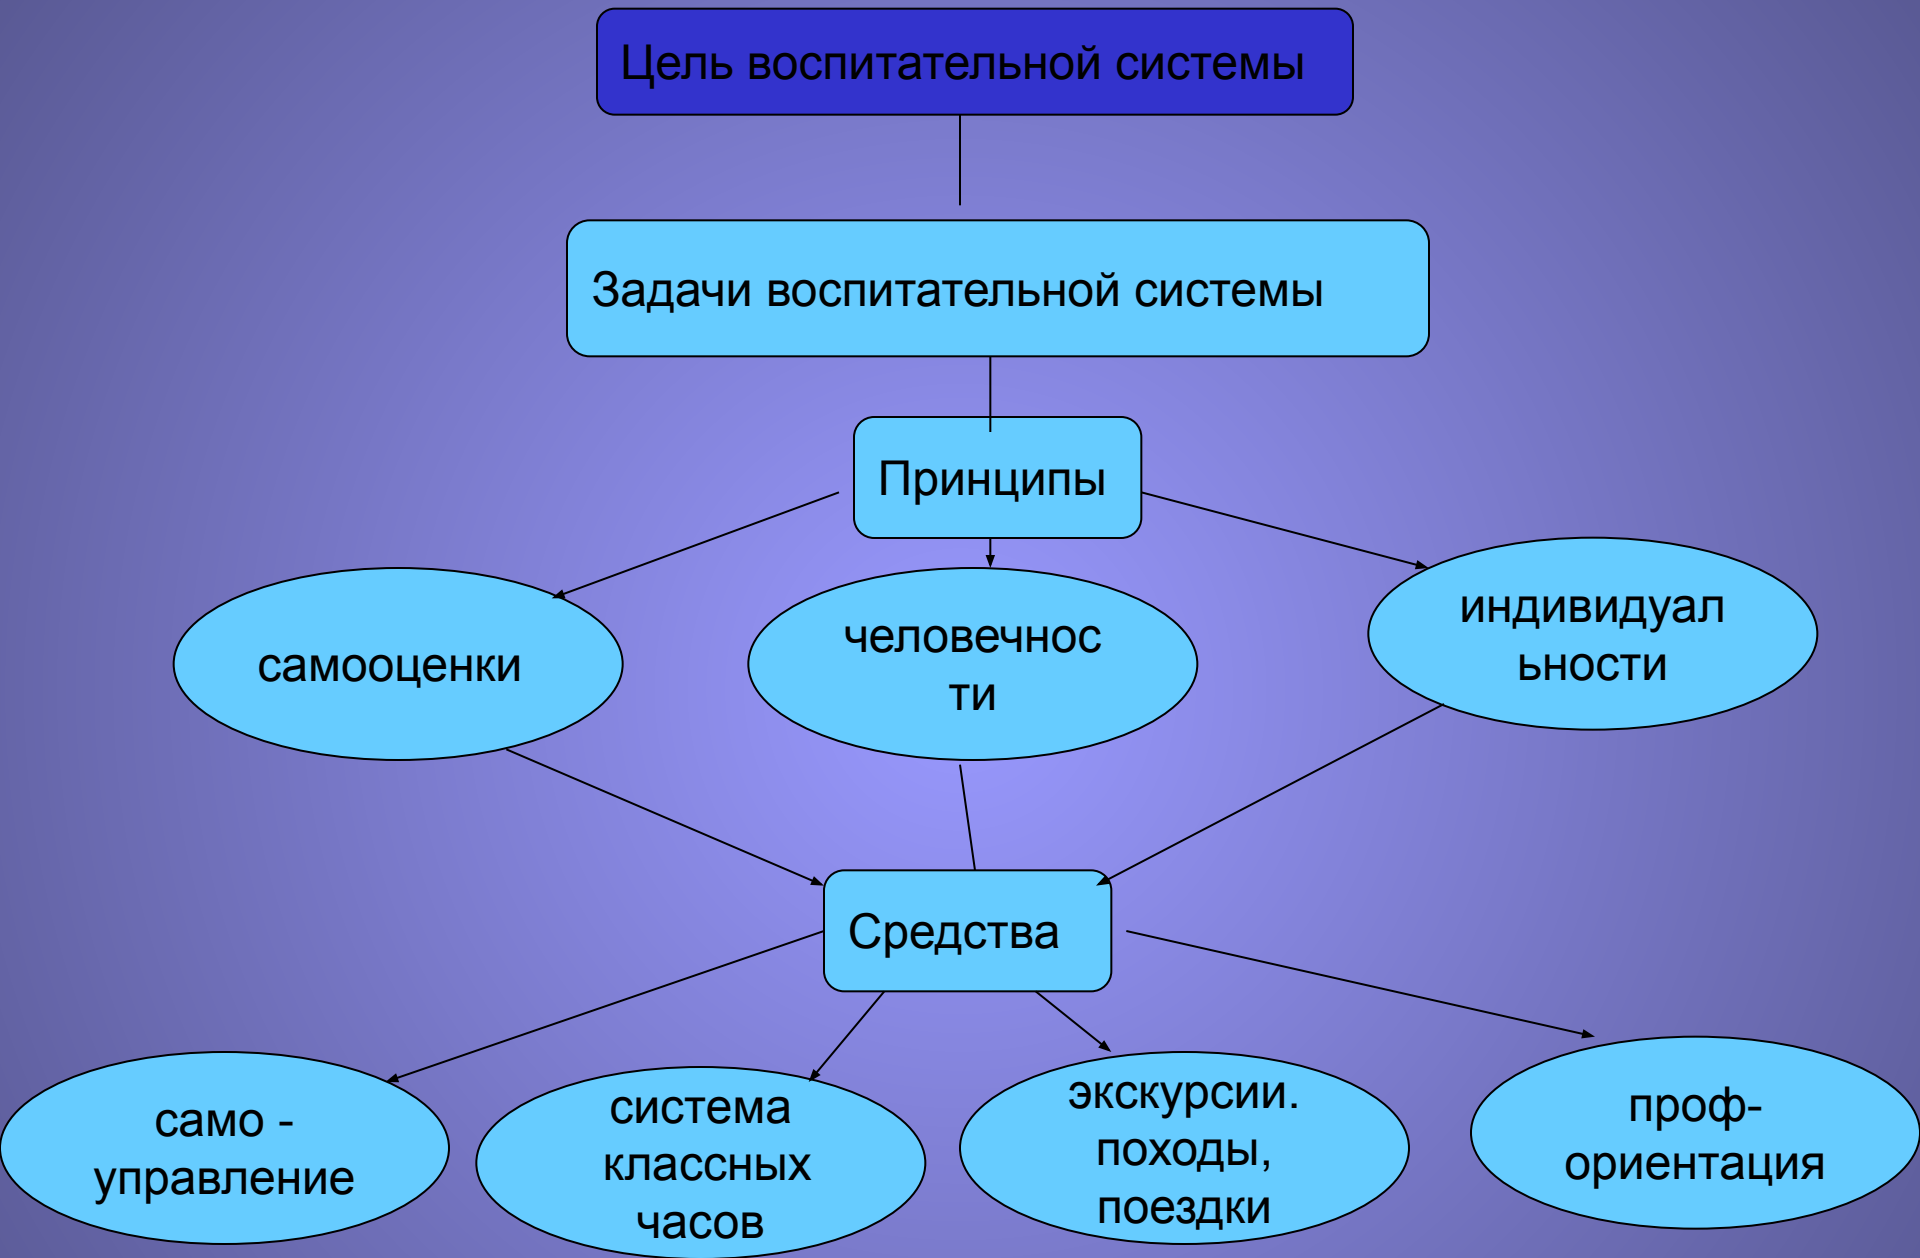 Цель воспитательной системы
Задачи воспитательной системы
Принципы
самооценки
человечнос
ти
индивидуал
ьности
Средства
само -
управление
система
классных
часов
экскурсии.
походы,
поездки
проф-
ориентация